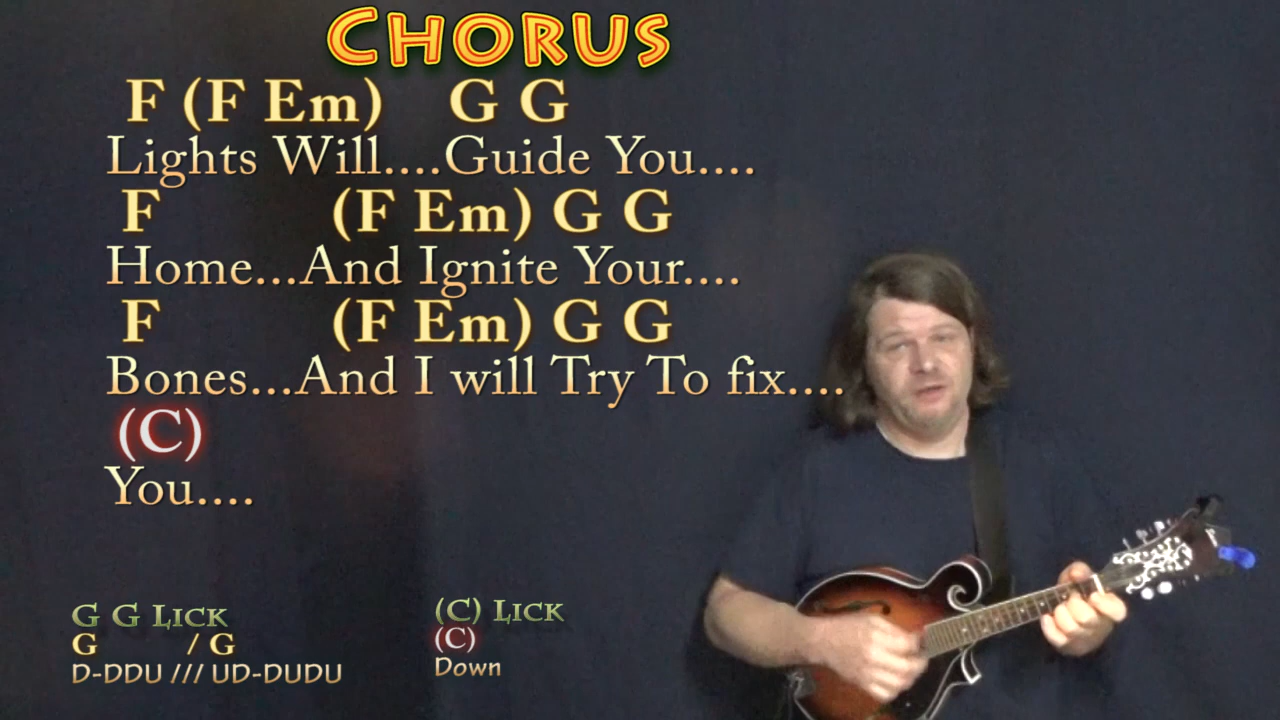 CHORUS
F (F Em) G G
Lights Will....Guide You....
F (F Em) G G
Home...And Ignite Your....
F (F Em) G G
Bones...And I will Try To fix....
(C)
You....
G G LICK
G / G
D-DDU /// UD-DUDU
(C) LICK
(C)
Down